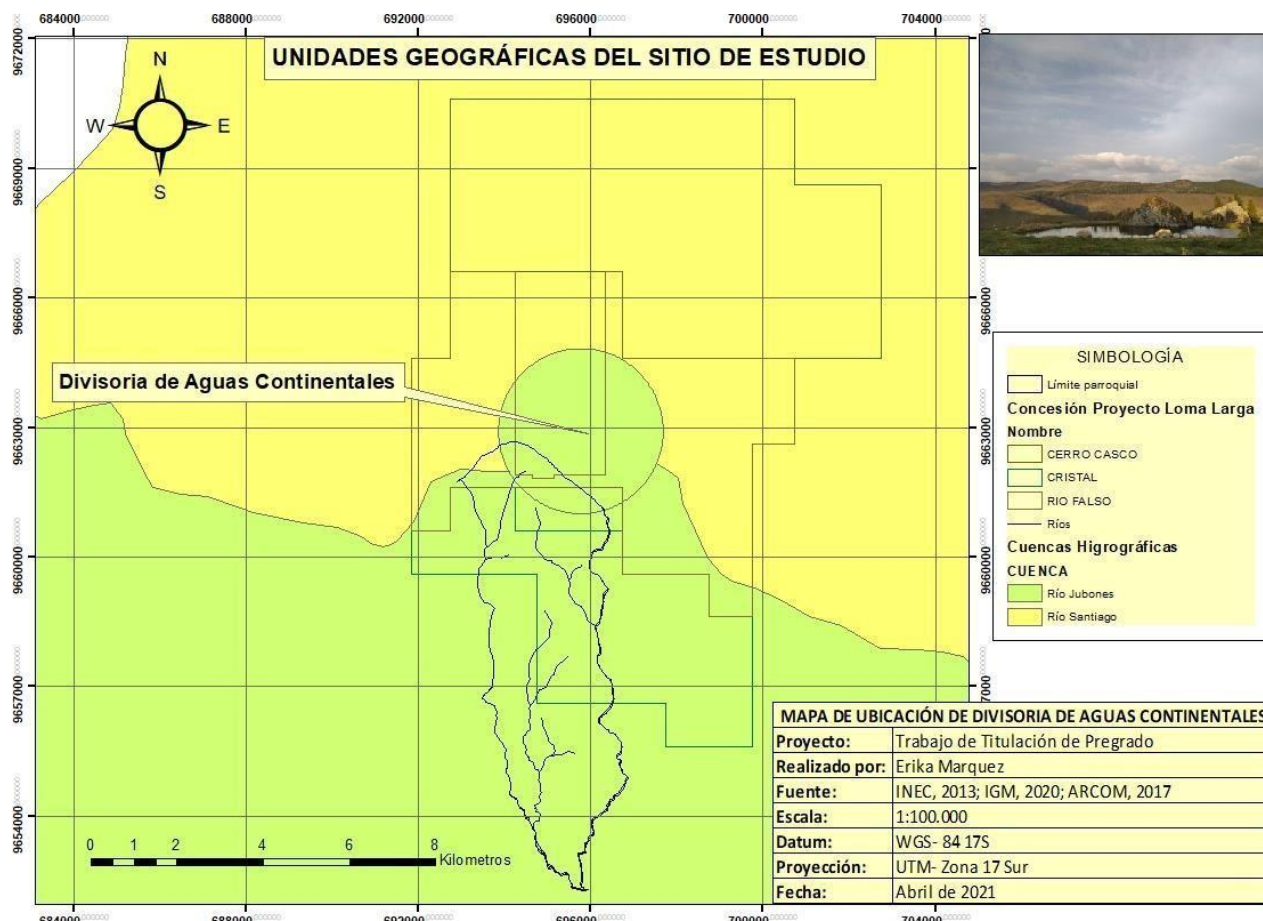 684000 688000 692000 696000 700000 704000
UNIDADES GEOGRÁFICAS DEL SITIO DE ESTUDIO
N
W E
S
9672000
9669000
9666000
9663000
9660000
9657000
9654000
9666000
9663000
9660000
Divisoria de Aguas Continentales
SIMBOLOGÍA
Límite parroquial
Concesión Proyecto Loma Larga
Nombre
CERRO CASCO
CRISTAL
RIO FALSO
Ríos
Cuencas Higrográficas
CUENCA
Río Jubones
Río Santiago
0 1 2 4 6 8
Kilometros
MAPA DE UBICACIÓN DE DIVISORIA DE AGUAS CONTINENTALES
Proyecto: Trabajo de Titulación de Pregrado
Realizado por: Erika Marquez
Fuente: INEC, 2013; IGM, 2020; ARCOM, 2017
Escala: 1:100.000
Datum: WGS- 84 17S
Proyección: UTM- Zona 17 Sur
Fecha: Abril de 2021
684000 688000 692000 696000 700000 704000